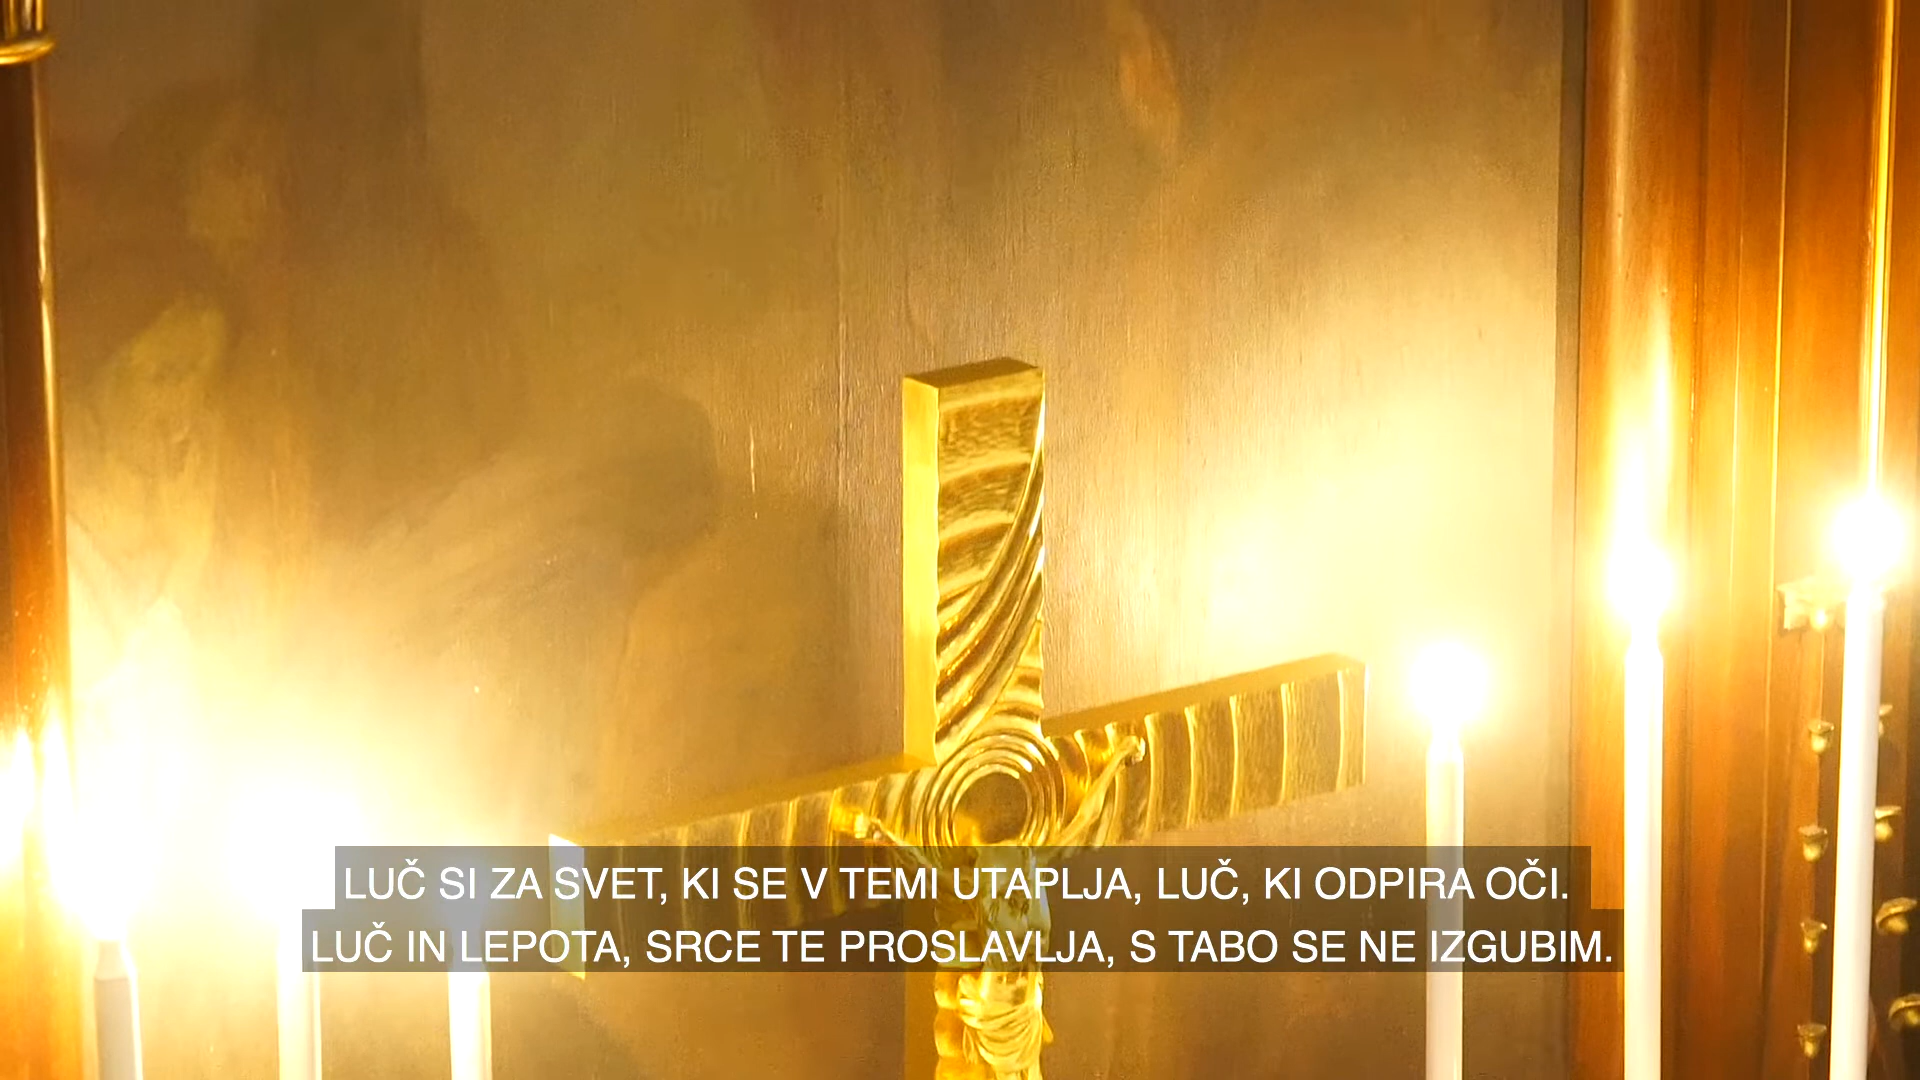 LUČ SI ZA SVET, KI SE V TEMI UTAPLJA, LUČ, KI ODPIRA OČI.
LUČ IN LEPOTA, SRCE TE PROSLAVLJA, S TABO SE NE IZGUBIM.